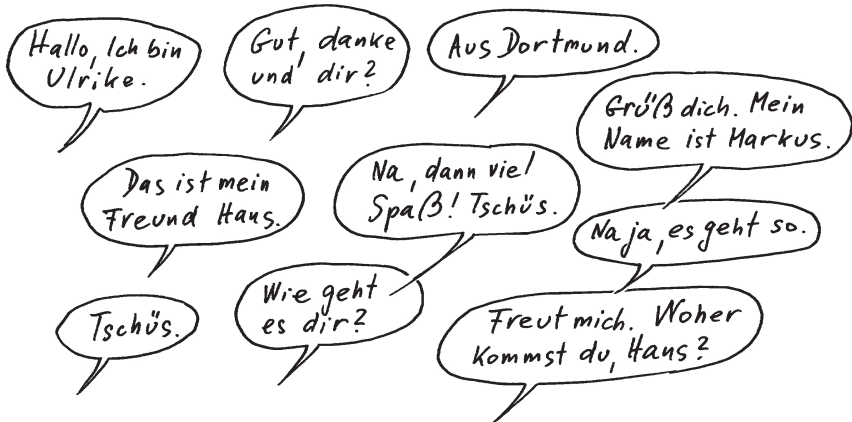 Hallo, Ich bin
Ulrike.
Gut, danke
und dir?
Aus Dortmund.
Grüß dich. Mein
Name ist Markus.
Das ist mein
Freund Hans.
Na, dann viel
Spaß! Tschüs.
Na ja, es geht so.
Tschüs.
Wie geht
es dir?
Freut mich. Woher
kommst du, Hans?